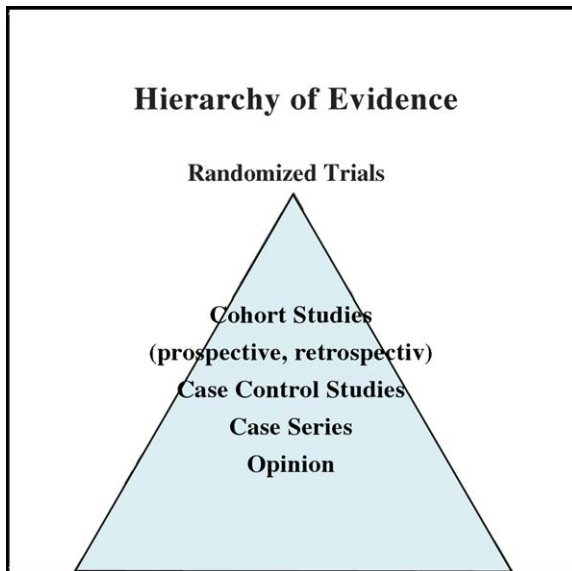 Hierarchy of Evidence
Randomized Trials
Cohort Studies
(prospective, retrospectiv)
Case Control Studies
Case Series
Opinion